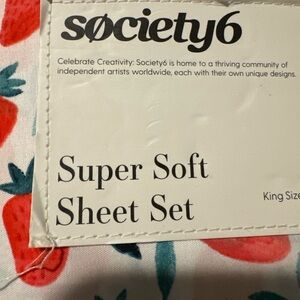 søciety6
Celebrate Creativity: Society6 is home to a thriving community of
independent artists worldwide, each with their own unique designs.
Super Soft
Sheet Set
King Size